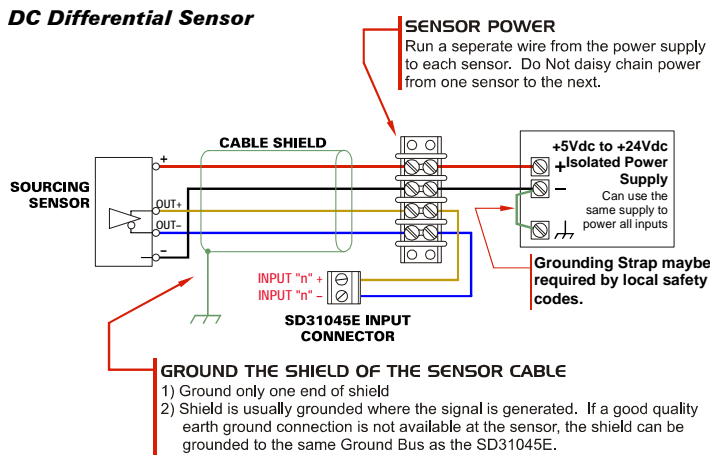 DC Differential Sensor
SENSOR POWER
Run a seperate wire from the power supply
to each sensor. Do Not daisy chain power
from one sensor to the next.
CABLE SHIELD
+5Vdc to +24Vdc
Isolated Power
Supply
Can use the
same supply to
power all inputs
+
–
SOURCING
SENSOR
+
OUT+
OUT–
–
INPUT "n" +
INPUT "n" –
SD31045E INPUT
CONNECTOR
Grounding Strap maybe
required by local safety
codes.
GROUND THE SHIELD OF THE SENSOR CABLE
1) Ground only one end of shield
2) Shield is usually grounded where the signal is generated. If a good quality
earth ground connection is not available at the sensor, the shield can be
grounded to the same Ground Bus as the SD31045E.